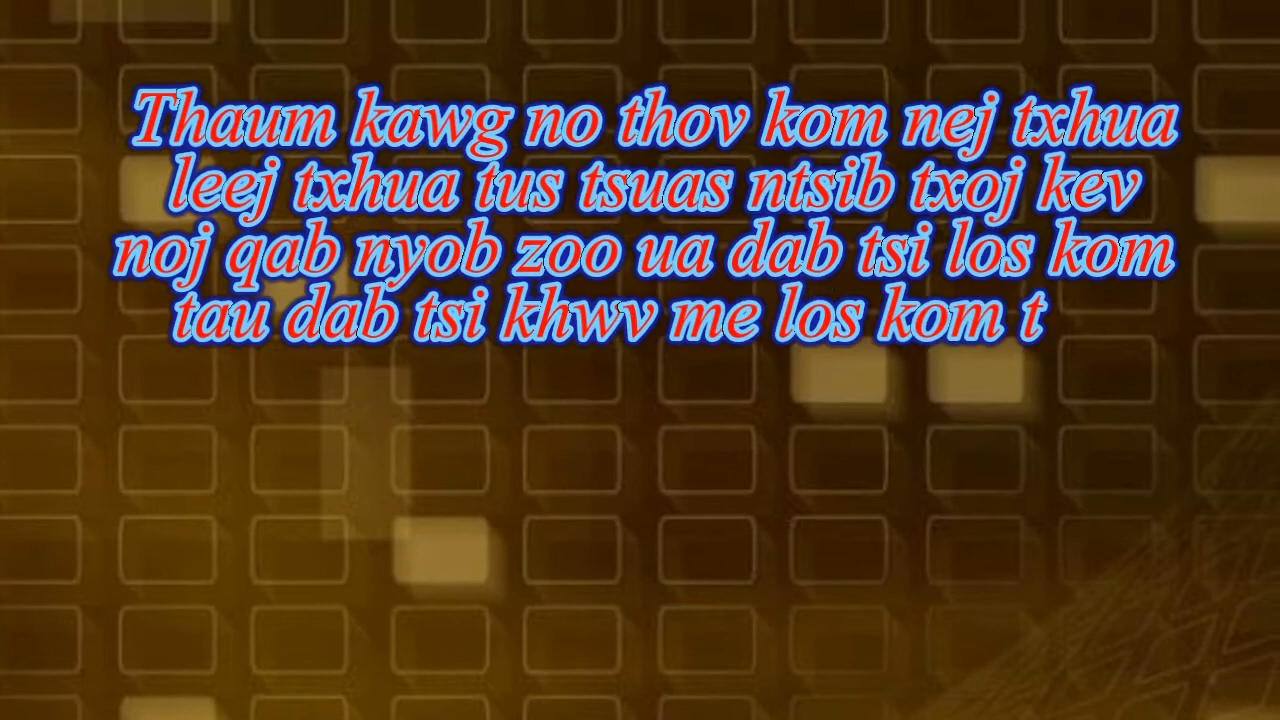 Thaum kawg no thov kom nej txhua
leej txhua tus tsuas ntsib txoj kev
noj qab nyob zoo ua dab tsi los kom
tau dab tsi khwv me los kom t